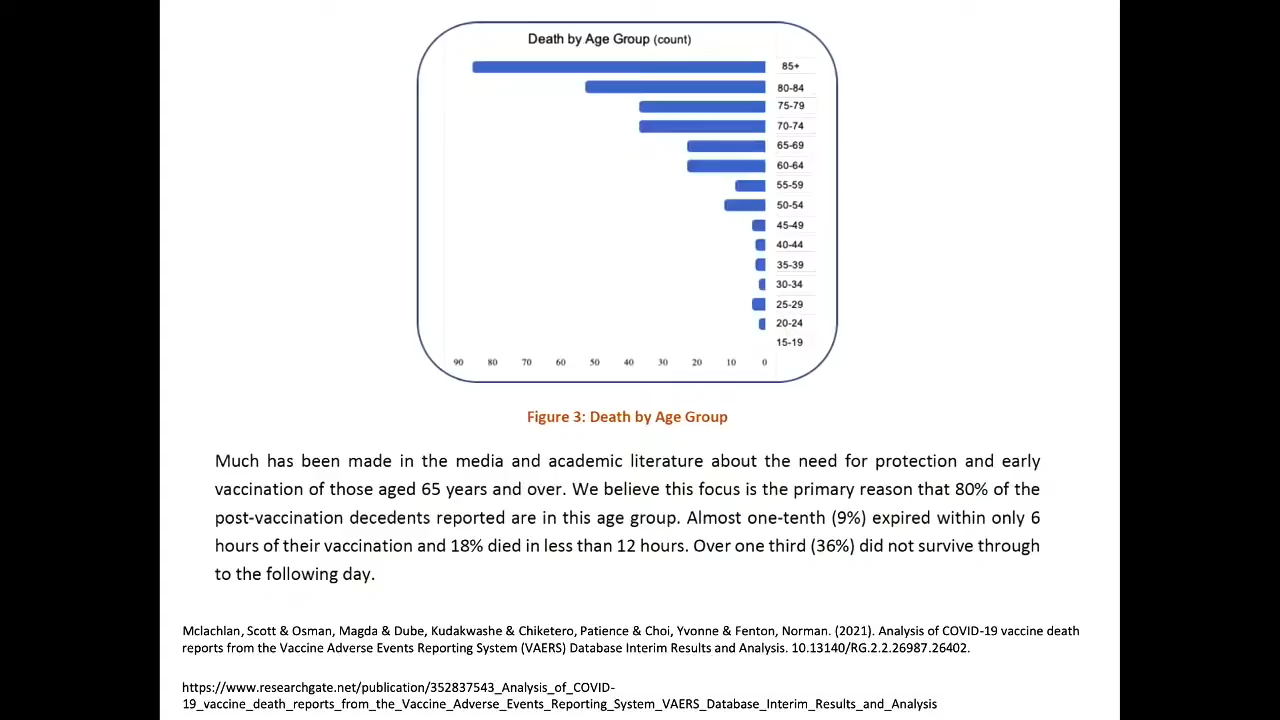 Death by Age Group (count)
85+
80-84
75-79
70-74
65-69
60-64
55-59
50-54
45-49
40-44
35-39
30-34
25-29
20-24
15-19
90 80 70 60 50 40 30 20 10 0
Figure 3: Death by Age Group
Much has been made in the media and academic literature about the need for protection and early
vaccination of those aged 65 years and over. We believe this focus is the primary reason that 80% of the
post-vaccination decedents reported are in this age group. Almost one-tenth (9%) expired within only 6
hours of their vaccination and 18% died in less than 12 hours. Over one third (36%) did not survive through
to the following day.
Mclachlan, Scott & Osman, Magda & Dube, Kudakwashe & Chiketero, Patience & Choi, Yvonne & Fenton, Norman. (2021). Analysis of COVID-19 vaccine death
reports from the Vaccine Adverse Events Reporting System (VAERS) Database Interim Results and Analysis. 10.13140/RG.2.2.26987.26402.
https://www.researchgate.net/publication/352837543_Analysis_of_COVID-
19_vaccine_death_reports_from_the_Vaccine_Adverse_Events_Reporting_System_VAERS_Database_Interim_Results_and_Analysis